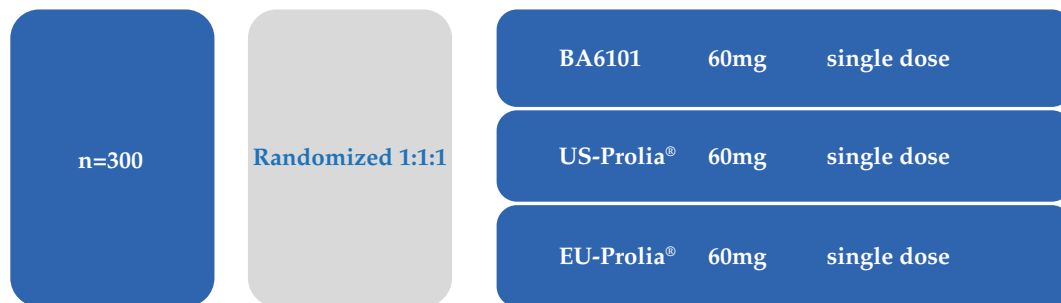 n=300
Randomized 1:1:1
BA6101 60mg single dose
US-Prolia® 60mg single dose
EU-Prolia® 60mg single dose